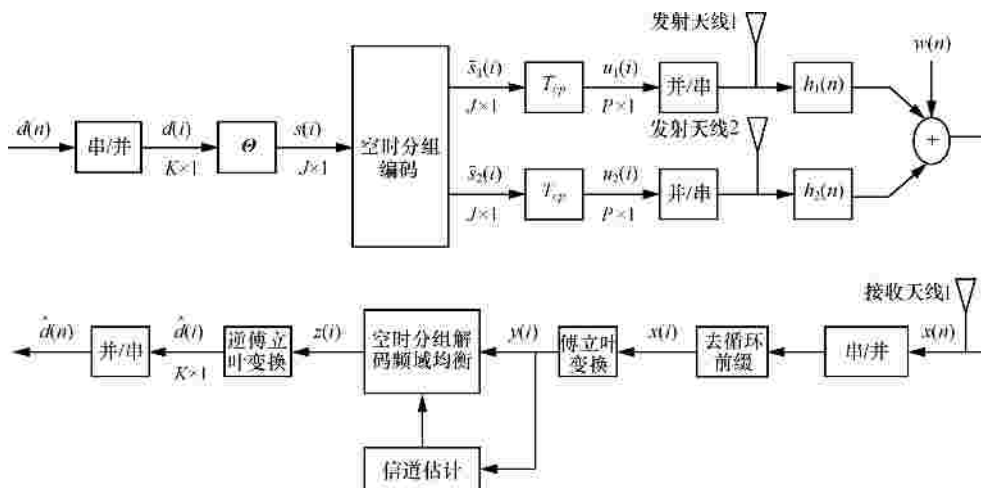 发射天线1
w(n)
s̄₁(i)
u₁(i)
T_cp
并/串
h₁(n)
J×1
P×1
d(n)
d(i)
s(i)
串/并
Θ
K×1
J×1
空时分组
编码
发射天线2
+
s̄₂(i)
u₂(i)
T_cp
并/串
h₂(n)
J×1
P×1
接收天线1
d̂(n)
d̂(i)
z(i)
y(i)
x(i)
x(n)
并/串
逆傅立
叶变换
空时分组解
码频域均衡
傅立叶
变换
去循环
前缀
串/并
K×1
信道估计